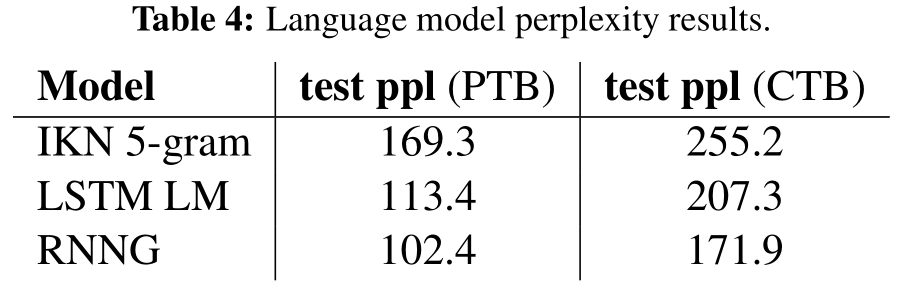 Table 4: Language model perplexity results.
Model test ppl (PTB) test ppl (CTB)
IKN 5-gram 169.3 255.2
LSTM LM 113.4 207.3
RNNG 102.4 171.9